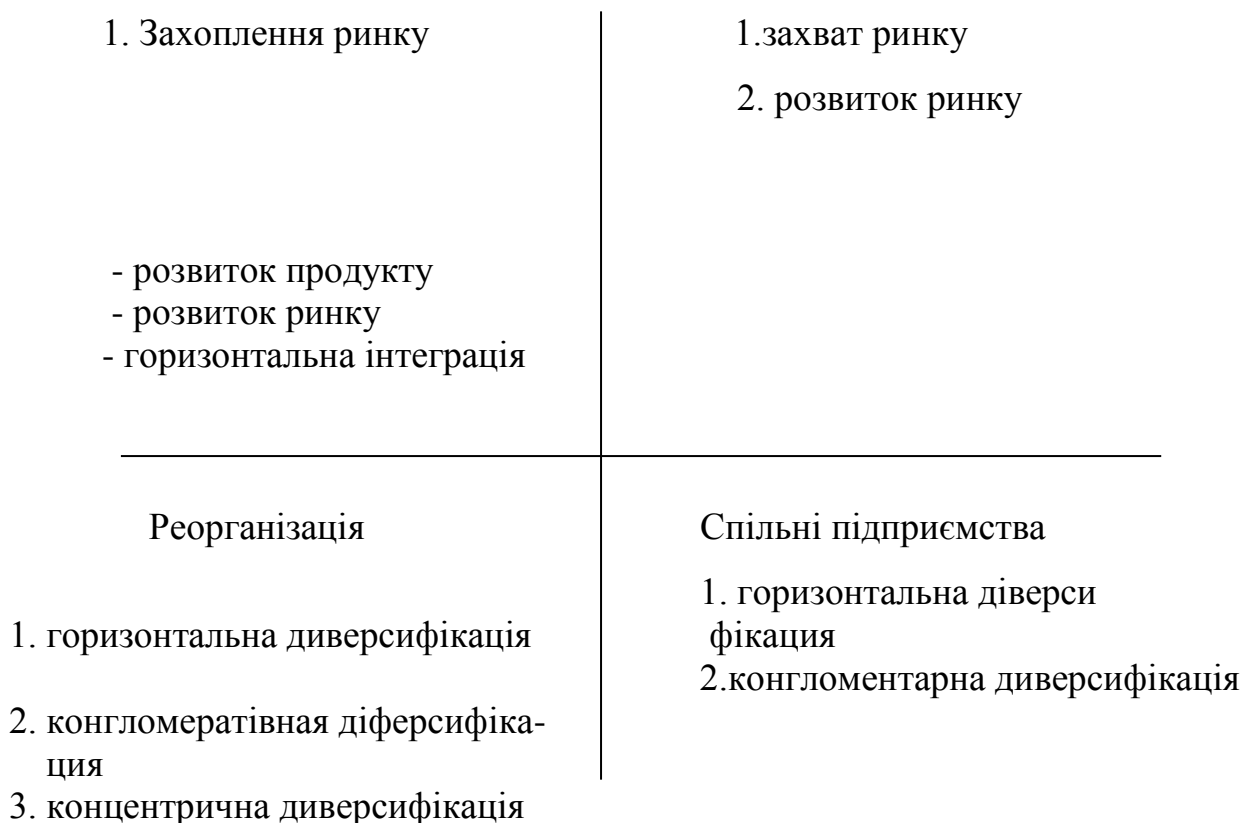 1. Захоплення ринку
- розвиток продукту
- розвиток ринку
- горизонтальна інтеграція
1.захват ринку
2. розвиток ринку
Реорганізація
1. горизонтальна диверсифікація
2. конгломератівная діферсифіка-
ция
3. концентрична диверсифікація
Спільні підприємства
1. горизонтальна діверси
фікация
2.конгломентарна диверсифікація